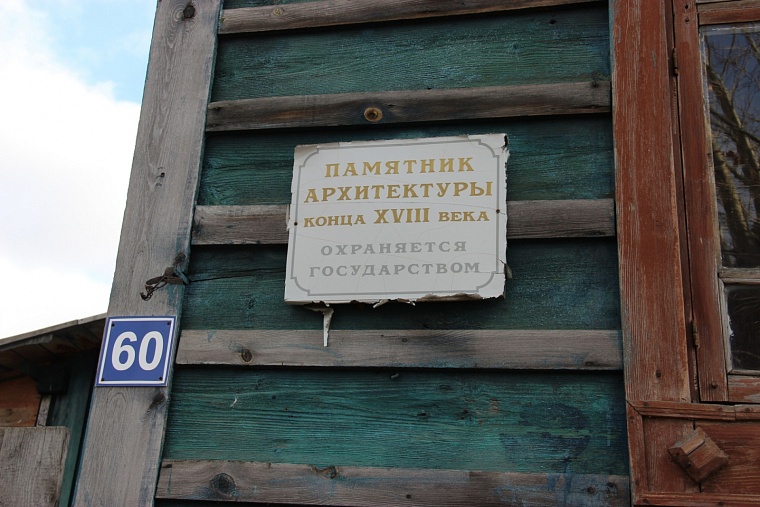 ПАМЯТНИК
АРХИТЕКТУРЫ
КОНЦА XVIII ВЕКА
ОХРАНЯЕТСЯ
ГОСУДАРСТВОМ
60